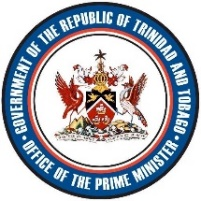 GOVERNMENT OF THE REPUBLIC OF TRINIDAD AND TOBAGO
OFFICE OF THE PRIME MINISTER